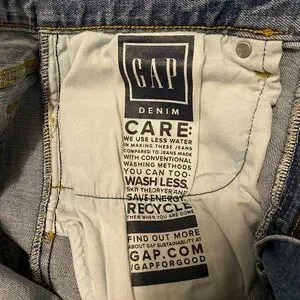 GAP
DENIM
CARE:
WE USE LESS WATER
IN MAKING THESE JEANS
COMPARED TO JEANS MADE
WITH CONVENTIONAL
WASHING METHODS.
YOU CAN TOO-
WASH LESS,
SKIP THE DRYER AND
SAVE ENERGY.
RECYCLE
THEM WHEN YOU ARE DONE
FIND OUT MORE
ABOUT GAP SUSTAINABILITY AT
GAP.COM
/GAPFORGOOD